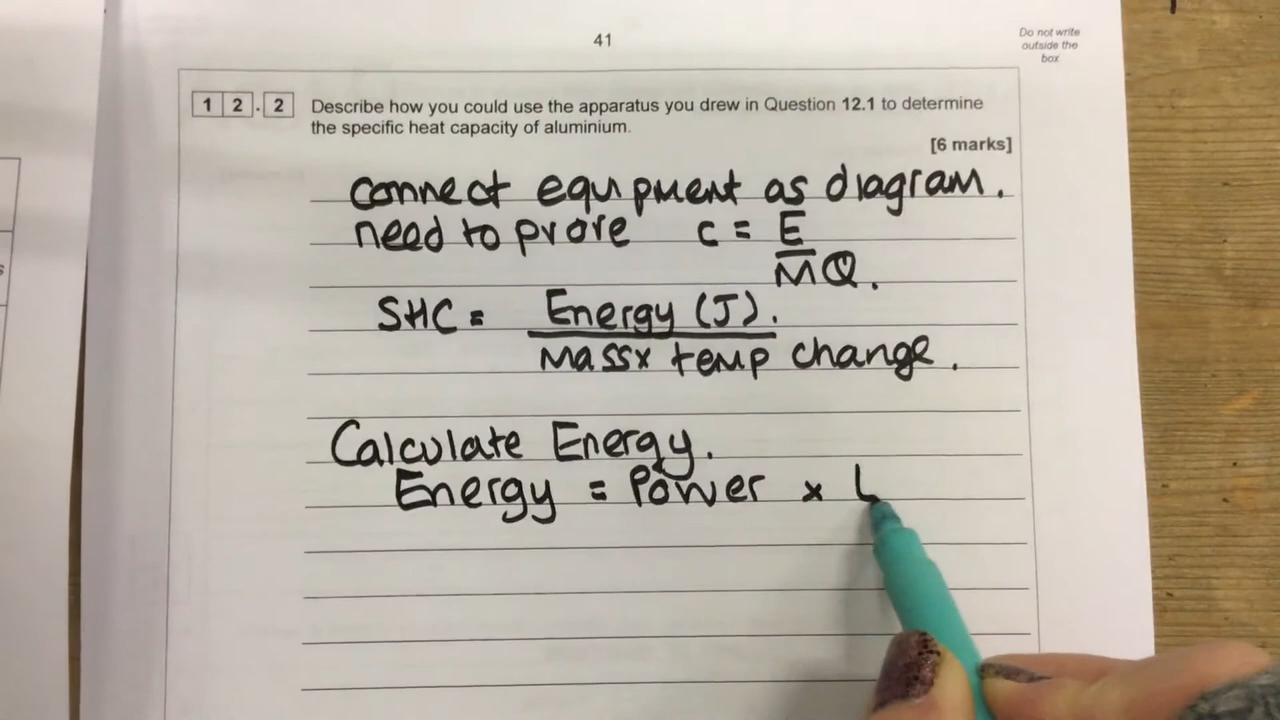 41
Do not write
outside the
box
1 2 . 2 Describe how you could use the apparatus you drew in Question 12.1 to determine
the specific heat capacity of aluminium.
[6 marks]
connect equipment as diagram.
need to prove c = E
MQ.
SHC = Energy (J).
Mass x temp change.
Calculate Energy.
Energy = Power x